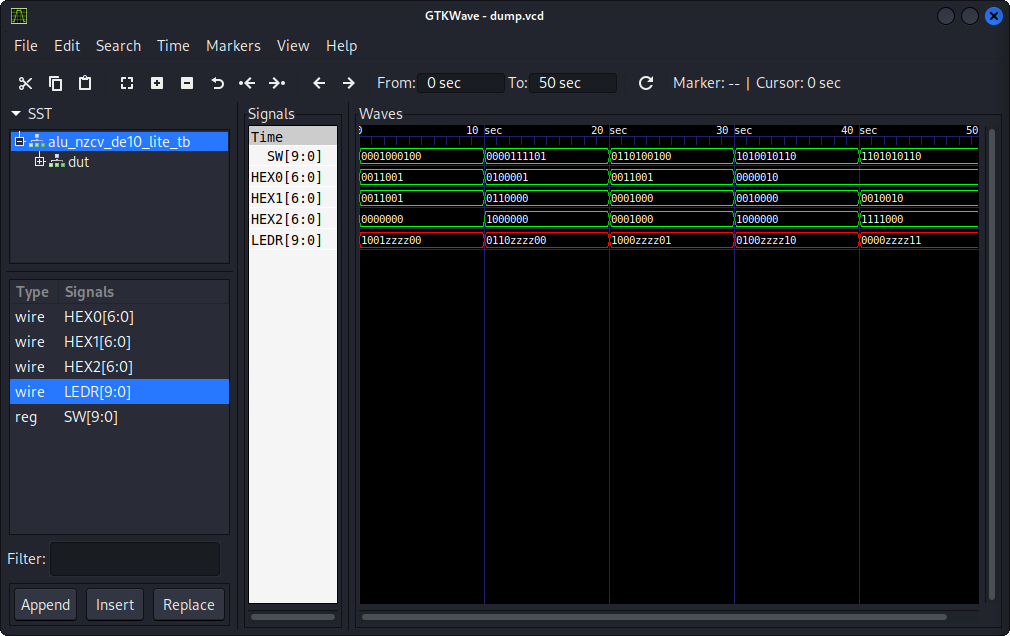 GTKWave - dump.vcd
File Edit Search Time Markers View Help
From: 0 sec To: 50 sec Marker: -- | Cursor: 0 sec
SST
alu_nzcv_de10_lite_tb
dut
Type Signals
wire HEX0[6:0]
wire HEX1[6:0]
wire HEX2[6:0]
wire LEDR[9:0]
reg SW[9:0]
Filter:
Append Insert Replace
Signals
Time
SW[9:0]
HEX0[6:0]
HEX1[6:0]
HEX2[6:0]
LEDR[9:0]
Waves
0 10 sec 20 sec 30 sec 40 sec 50
0001000100 0000111101 0110100100 1010010110 1101010110
0011001 0100001 0011001 0000010
0011001 0110000 0001000 0010000 0010010
0000000 1000000 0001000 1000000 1111000
1001zzzz00 0110zzzz00 1000zzzz01 0100zzzz10 0000zzzz11